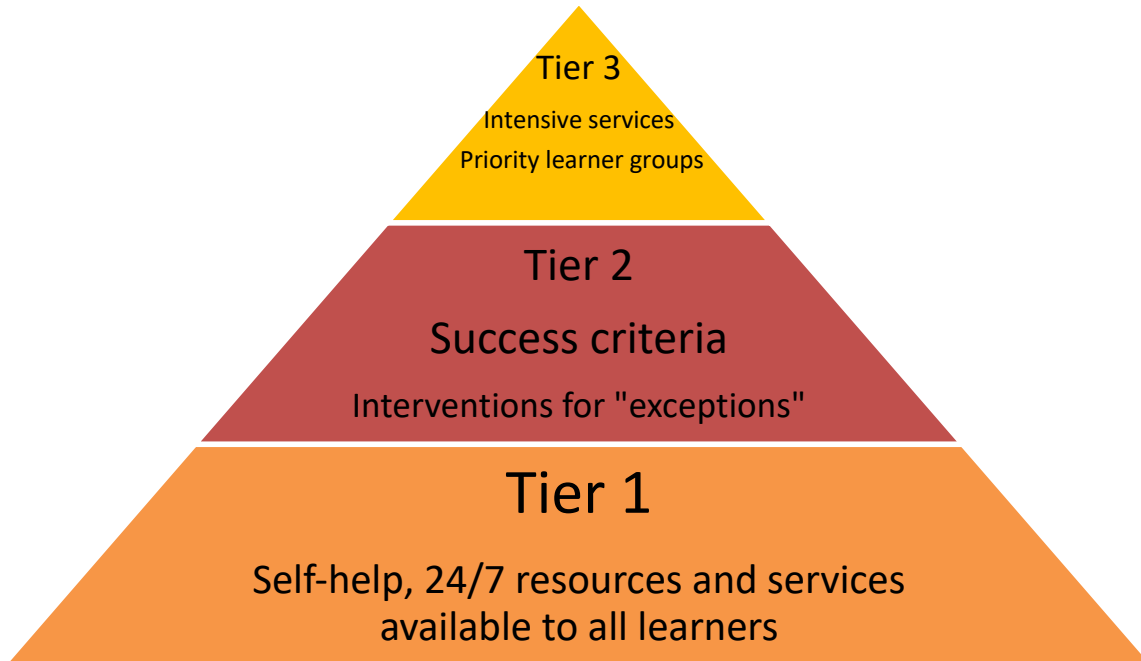 Tier 3
Intensive services
Priority learner groups
Tier 2
Success criteria
Interventions for "exceptions"
Tier 1
Self-help, 24/7 resources and services
available to all learners